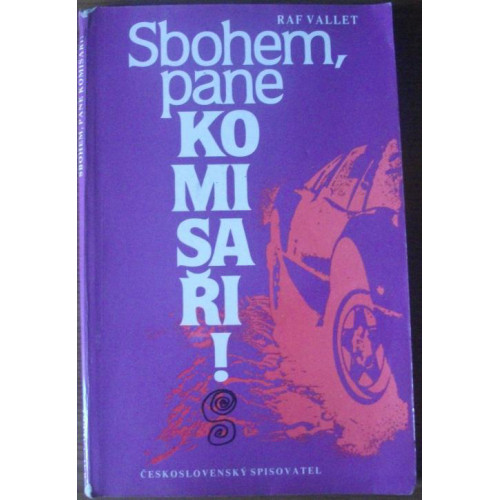 RAF VALLET
Sbohem,
pane
KO
MI
SA
ŘI
!
ČESKOSLOVENSKÝ SPISOVATEL
SBOHEM, PANE KOMISAŘI!